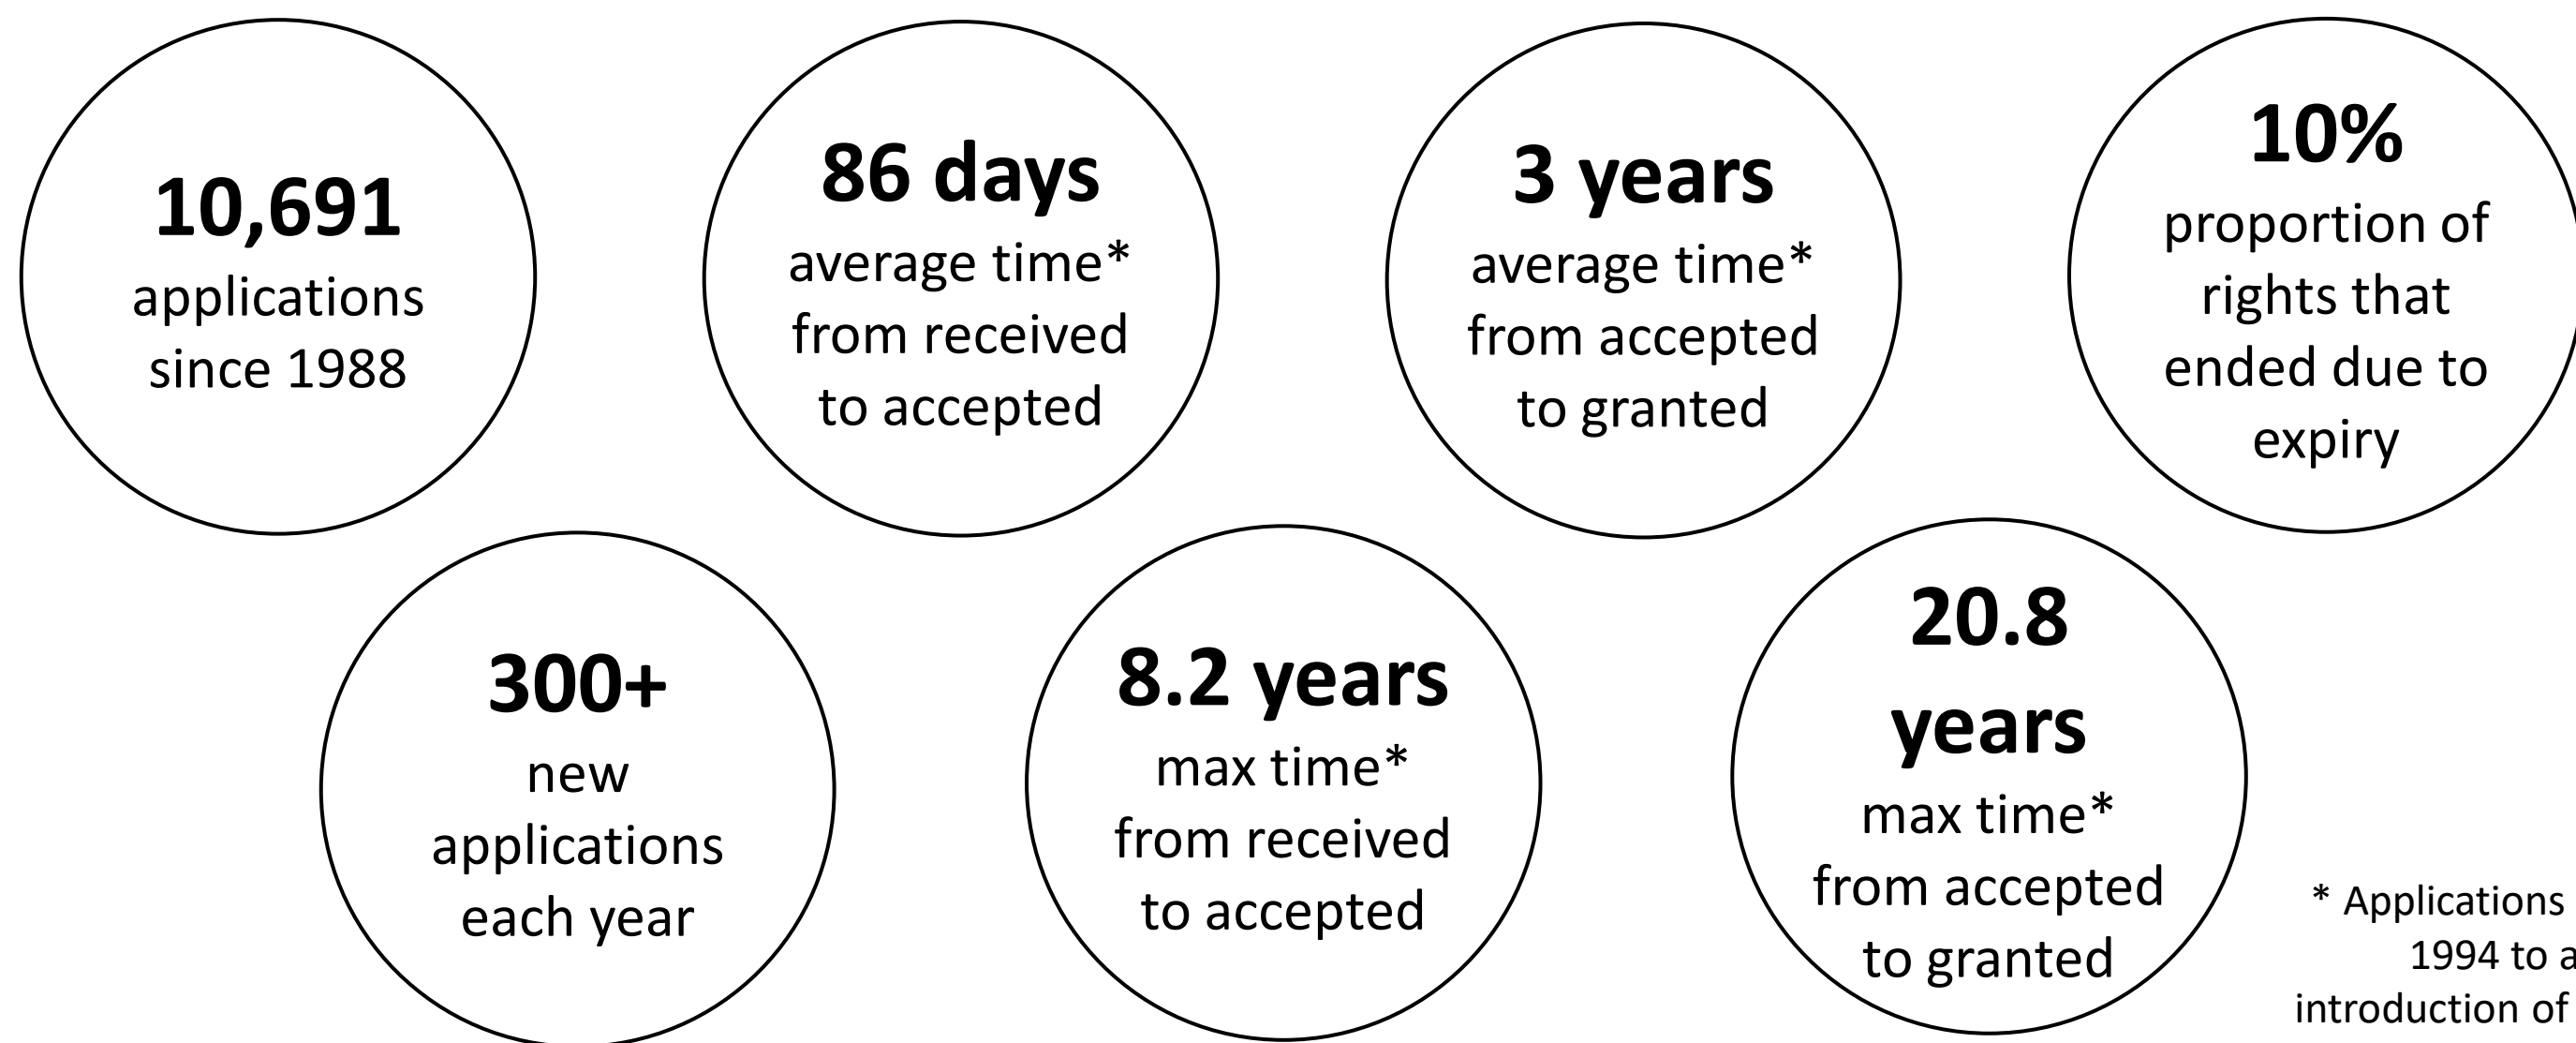 10,691
applications
since 1988
86 days
average time*
from received
to accepted
3 years
average time*
from accepted
to granted
10%
proportion of
rights that
ended due to
expiry
300+
new
applications
each year
8.2 years
max time*
from received
to accepted
20.8
years
max time*
from accepted
to granted
* Applications
1994 to
introduction of